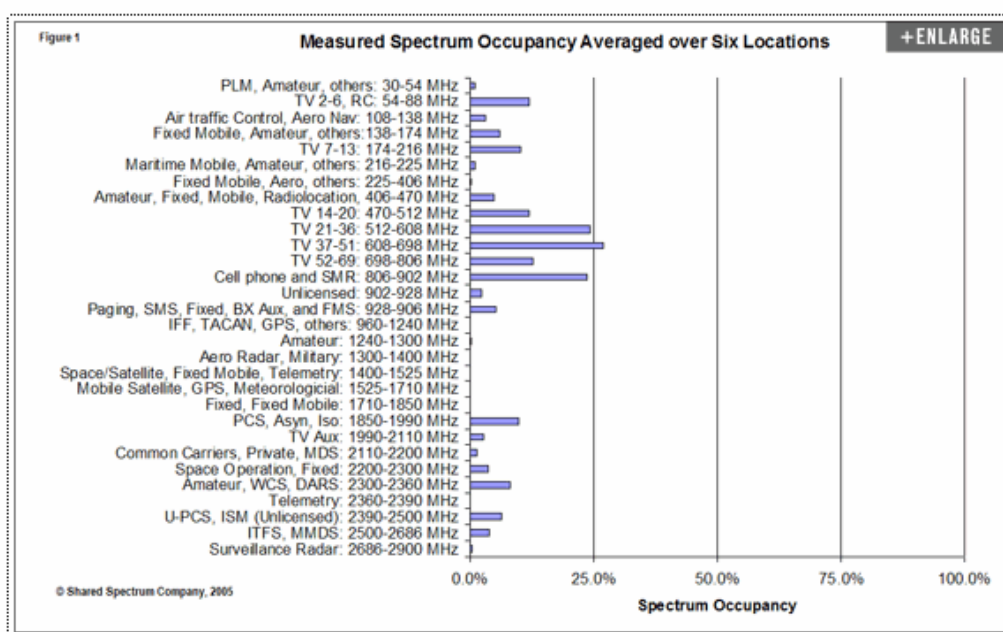 Figure 1
Measured Spectrum Occupancy Averaged over Six Locations
+ENLARGE
PLM, Amateur, others: 30-54 MHz
TV 2-6, RC: 54-88 MHz
Air traffic Control, Aero Nav: 108-138 MHz
Fixed Mobile, Amateur, others:138-174 MHz
TV 7-13: 174-216 MHz
Maritime Mobile, Amateur, others: 216-225 MHz
Fixed Mobile, Aero, others: 225-406 MHz
Amateur, Fixed, Mobile, Radiolocation, 406-470 MHz
TV 14-20: 470-512 MHz
TV 21-36: 512-608 MHz
TV 37-51: 608-698 MHz
TV 52-69: 698-806 MHz
Cell phone and SMR: 806-902 MHz
Unlicensed: 902-928 MHz
Paging, SMS, Fixed, BX Aux, and FMS: 928-906 MHz
IFF, TACAN, GPS, others: 960-1240 MHz
Amateur: 1240-1300 MHz
Aero Radar, Military: 1300-1400 MHz
Space/Satellite, Fixed Mobile, Telemetry: 1400-1525 MHz
Mobile Satellite, GPS, Meteorologicial: 1525-1710 MHz
Fixed, Fixed Mobile: 1710-1850 MHz
PCS, Asyn, Iso: 1850-1990 MHz
TV Aux: 1990-2110 MHz
Common Carriers, Private, MDS: 2110-2200 MHz
Space Operation, Fixed: 2200-2300 MHz
Amateur, WCS, DARS: 2300-2360 MHz
Telemetry: 2360-2390 MHz
U-PCS, ISM (Unlicensed): 2390-2500 MHz
ITFS, MMDS: 2500-2686 MHz
Surveillance Radar: 2686-2900 MHz
0.0% 25.0% 50.0% 75.0% 100.0%
Spectrum Occupancy
© Shared Spectrum Company, 2005